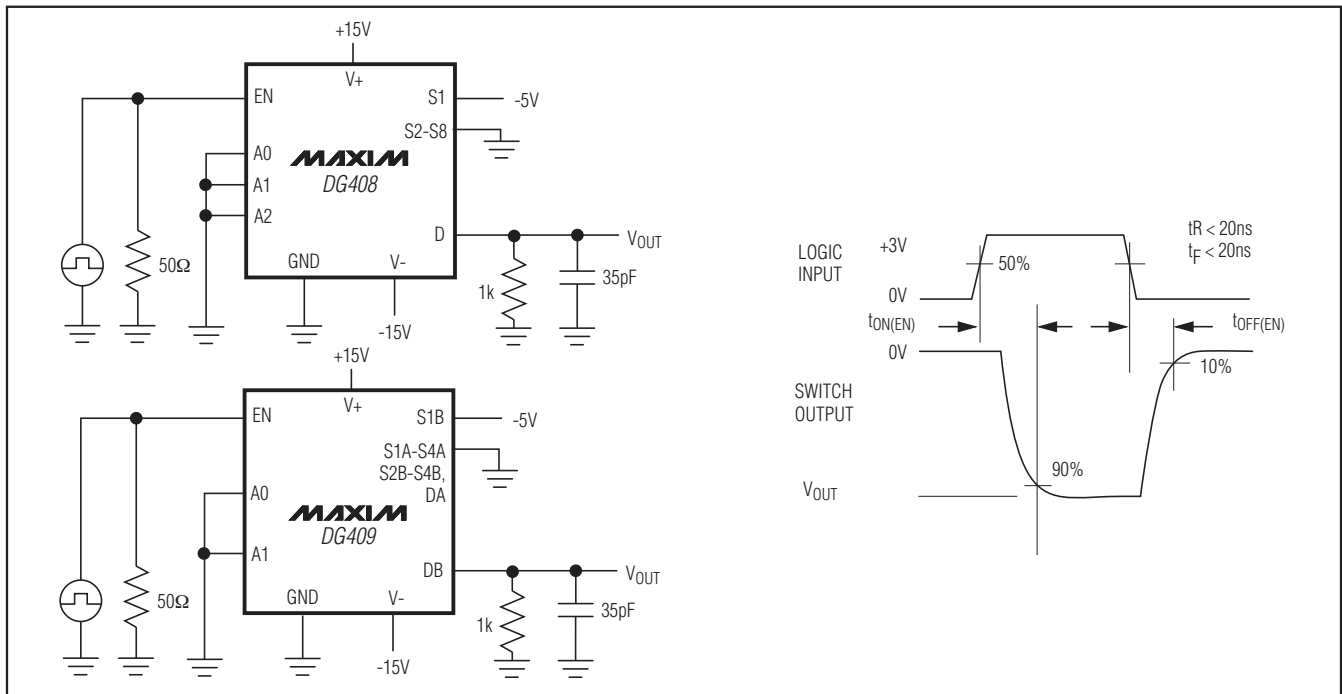 +15V
V+
EN
S1
-5V
S2-S8
A0
MAXIM
DG408
A1
A2
D
VOUT
50Ω
GND
V-
1k
35pF
-15V
+15V
V+
EN
S1B
-5V
S1A-S4A
S2B-S4B,
DA
A0
MAXIM
DG409
A1
DB
VOUT
50Ω
GND
V-
1k
35pF
-15V
LOGIC
INPUT
+3V
50%
0V
tR < 20ns
tF < 20ns
tON(EN)
tOFF(EN)
0V
SWITCH
OUTPUT
10%
90%
VOUT